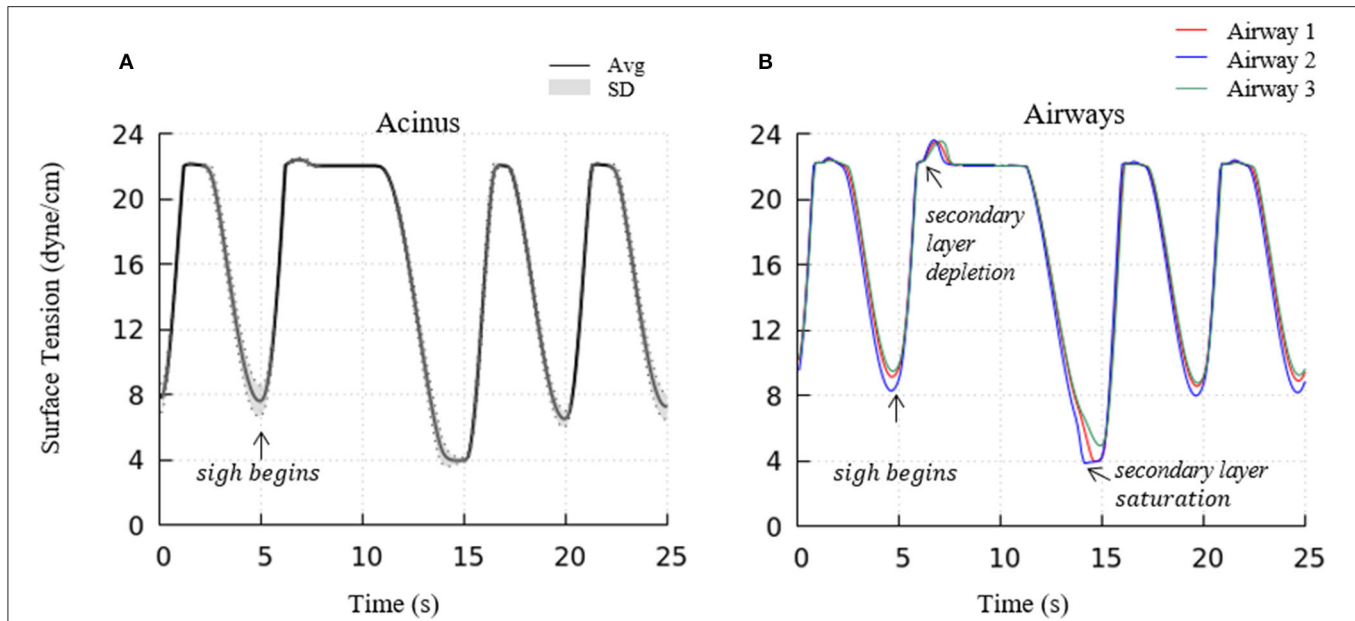 A
Avg
SD
Acinus
Surface Tension (dyne/cm)
24
20
16
12
8
4
0
sigh begins
0 5 10 15 20 25
Time (s)
B
Airway 1
Airway 2
Airway 3
Airways
24
20
16
12
8
4
0
secondary
layer
depletion
sigh begins
secondary layer
saturation
0 5 10 15 20 25
Time (s)